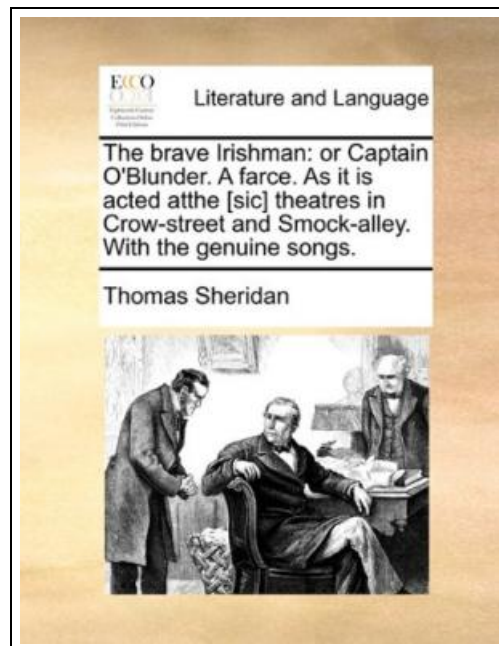 ECCO
Literature and Language
The brave Irishman: or Captain
O'Blunder. A farce. As it is
acted atthe [sic] theatres in
Crow-street and Smock-alley.
With the genuine songs.
Thomas Sheridan